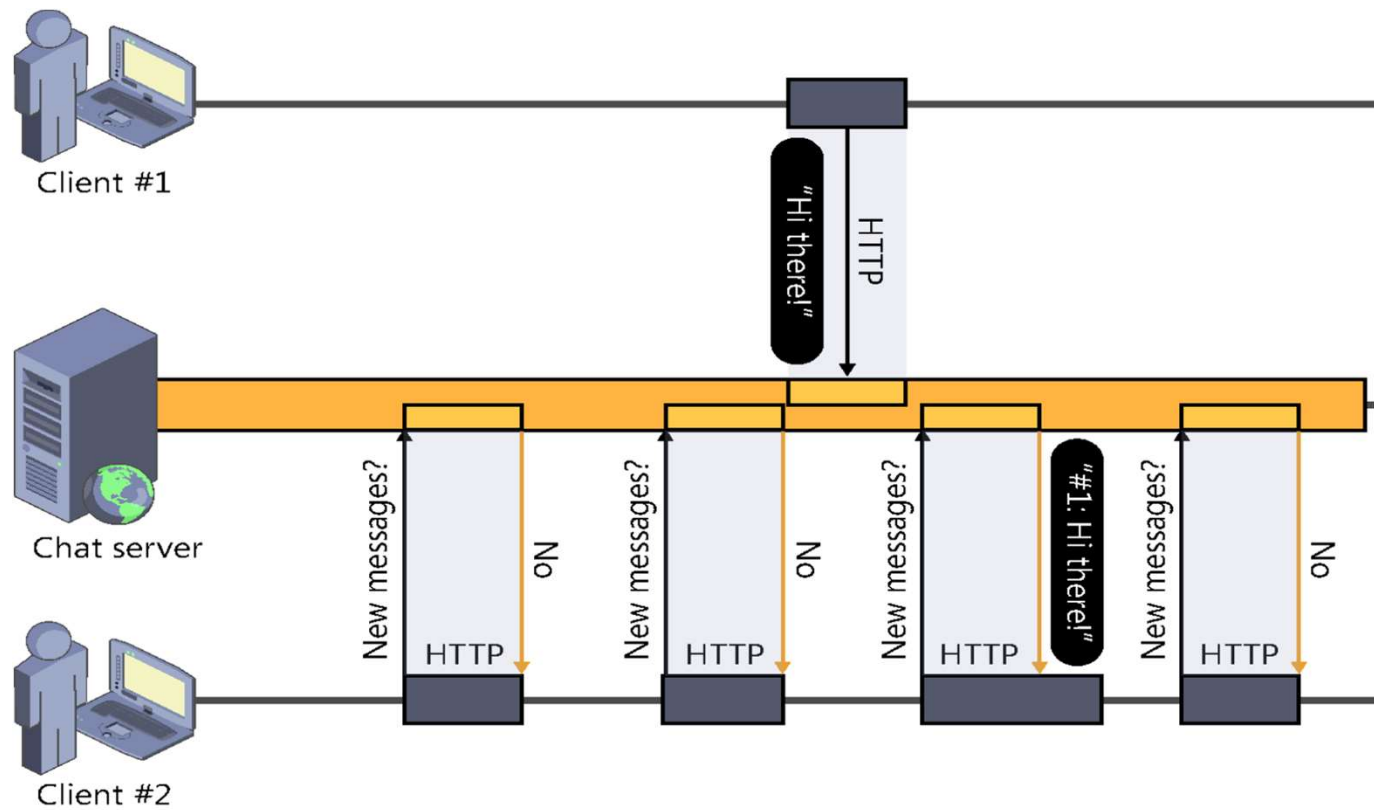 Client #1
"Hi there!"
HTTP
Chat server
New messages?
No
HTTP
New messages?
No
HTTP
New messages?
"#1: Hi there!"
HTTP
New messages?
No
HTTP
Client #2